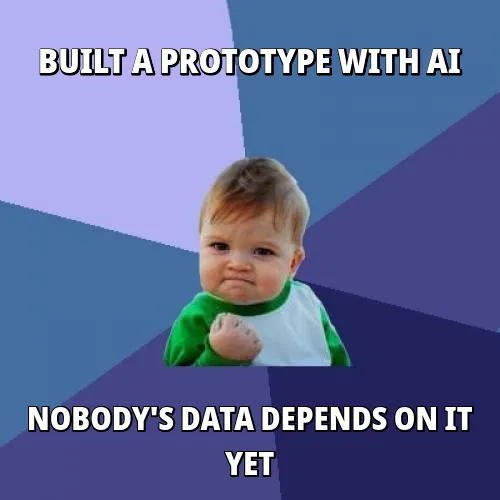 BUILT A PROTOTYPE WITH AI
NOBODY'S DATA DEPENDS ON IT
YET